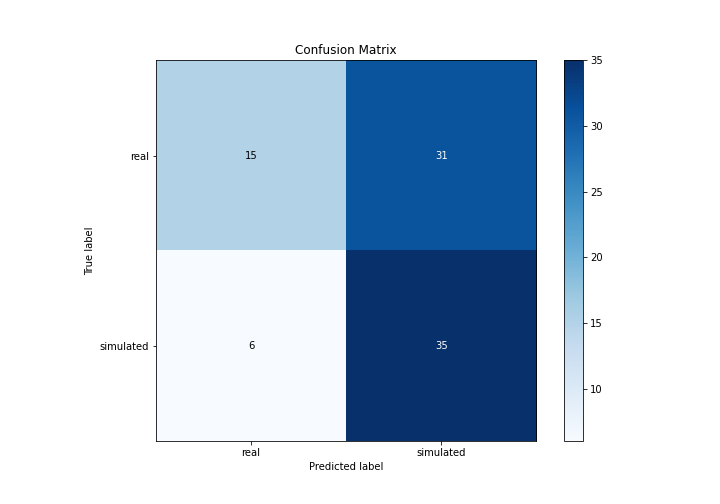 Confusion Matrix
True label
real
15
31
simulated
6
35
real
simulated
Predicted label
35
30
25
20
15
10